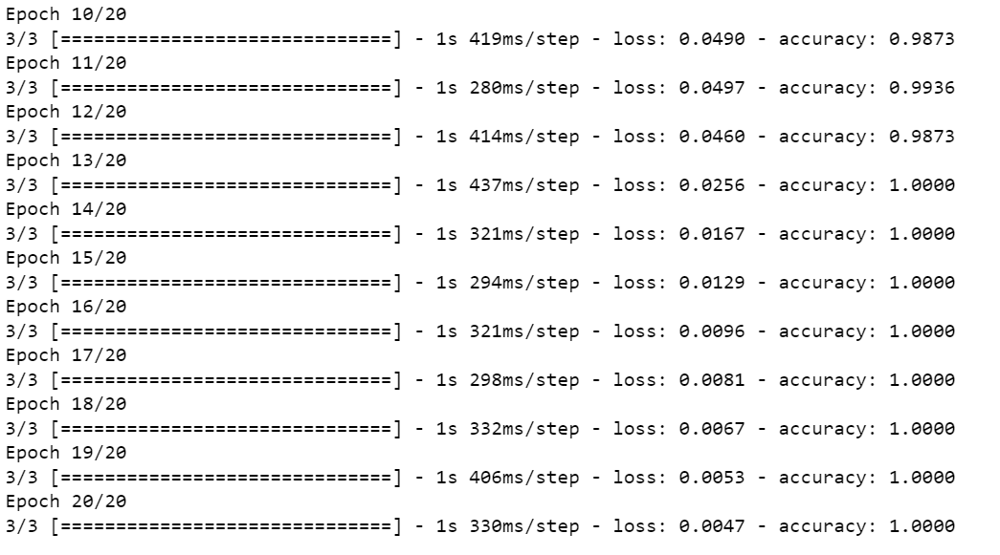 Epoch 10/20
3/3 [==============================] - 1s 419ms/step - loss: 0.0490 - accuracy: 0.9873
Epoch 11/20
3/3 [==============================] - 1s 280ms/step - loss: 0.0497 - accuracy: 0.9936
Epoch 12/20
3/3 [==============================] - 1s 414ms/step - loss: 0.0460 - accuracy: 0.9873
Epoch 13/20
3/3 [==============================] - 1s 437ms/step - loss: 0.0256 - accuracy: 1.0000
Epoch 14/20
3/3 [==============================] - 1s 321ms/step - loss: 0.0167 - accuracy: 1.0000
Epoch 15/20
3/3 [==============================] - 1s 294ms/step - loss: 0.0129 - accuracy: 1.0000
Epoch 16/20
3/3 [==============================] - 1s 321ms/step - loss: 0.0096 - accuracy: 1.0000
Epoch 17/20
3/3 [==============================] - 1s 298ms/step - loss: 0.0081 - accuracy: 1.0000
Epoch 18/20
3/3 [==============================] - 1s 332ms/step - loss: 0.0067 - accuracy: 1.0000
Epoch 19/20
3/3 [==============================] - 1s 406ms/step - loss: 0.0053 - accuracy: 1.0000
Epoch 20/20
3/3 [==============================] - 1s 330ms/step - loss: 0.0047 - accuracy: 1.0000